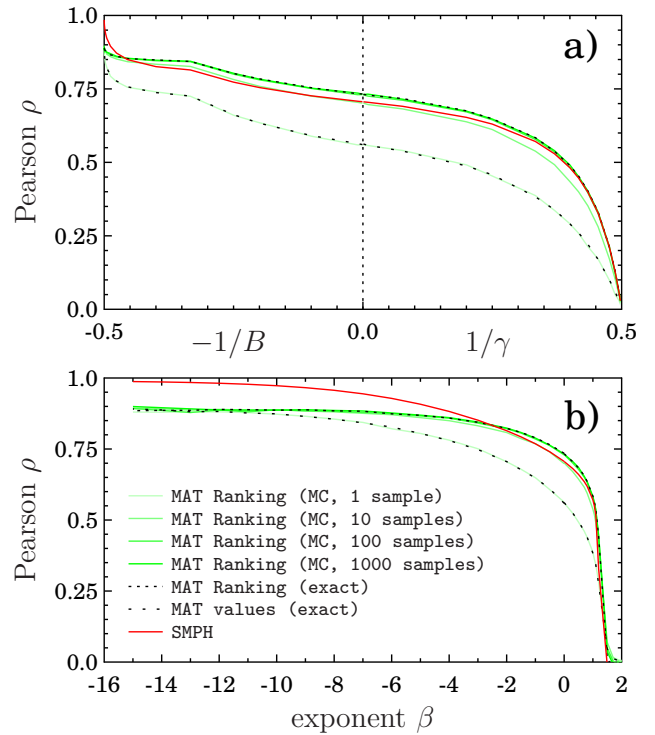 a)
Pearson ρ
1.0
0.75
0.5
0.25
0.0
-0.5 0.0 0.5
−1/B 1/γ
b)
Pearson ρ
1.0
0.75
0.5
0.25
0.0
MAT Ranking (MC, 1 sample)
MAT Ranking (MC, 10 samples)
MAT Ranking (MC, 100 samples)
MAT Ranking (MC, 1000 samples)
MAT Ranking (exact)
MAT values (exact)
SMPH
-16 -14 -12 -10 -8 -6 -4 -2 0 2
exponent β